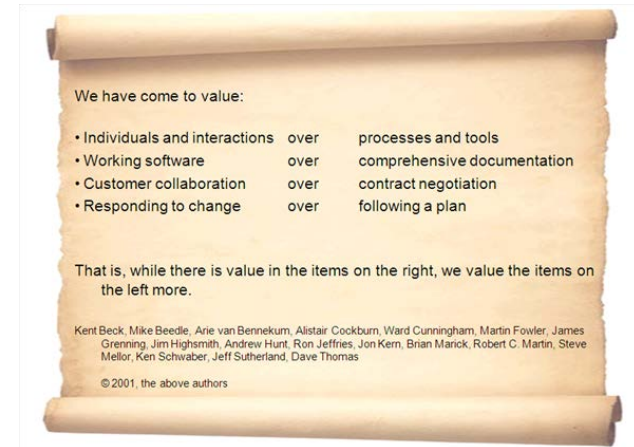 We have come to value:
• Individuals and interactions over processes and tools
• Working software over comprehensive documentation
• Customer collaboration over contract negotiation
• Responding to change over following a plan
That is, while there is value in the items on the right, we value the items on
the left more.
Kent Beck, Mike Beedle, Arie van Bennekum, Alistair Cockburn, Ward Cunningham, Martin Fowler, James
Grenning, Jim Highsmith, Andrew Hunt, Ron Jeffries, Jon Kern, Brian Marick, Robert C. Martin, Steve
Mellor, Ken Schwaber, Jeff Sutherland, Dave Thomas
© 2001, the above authors